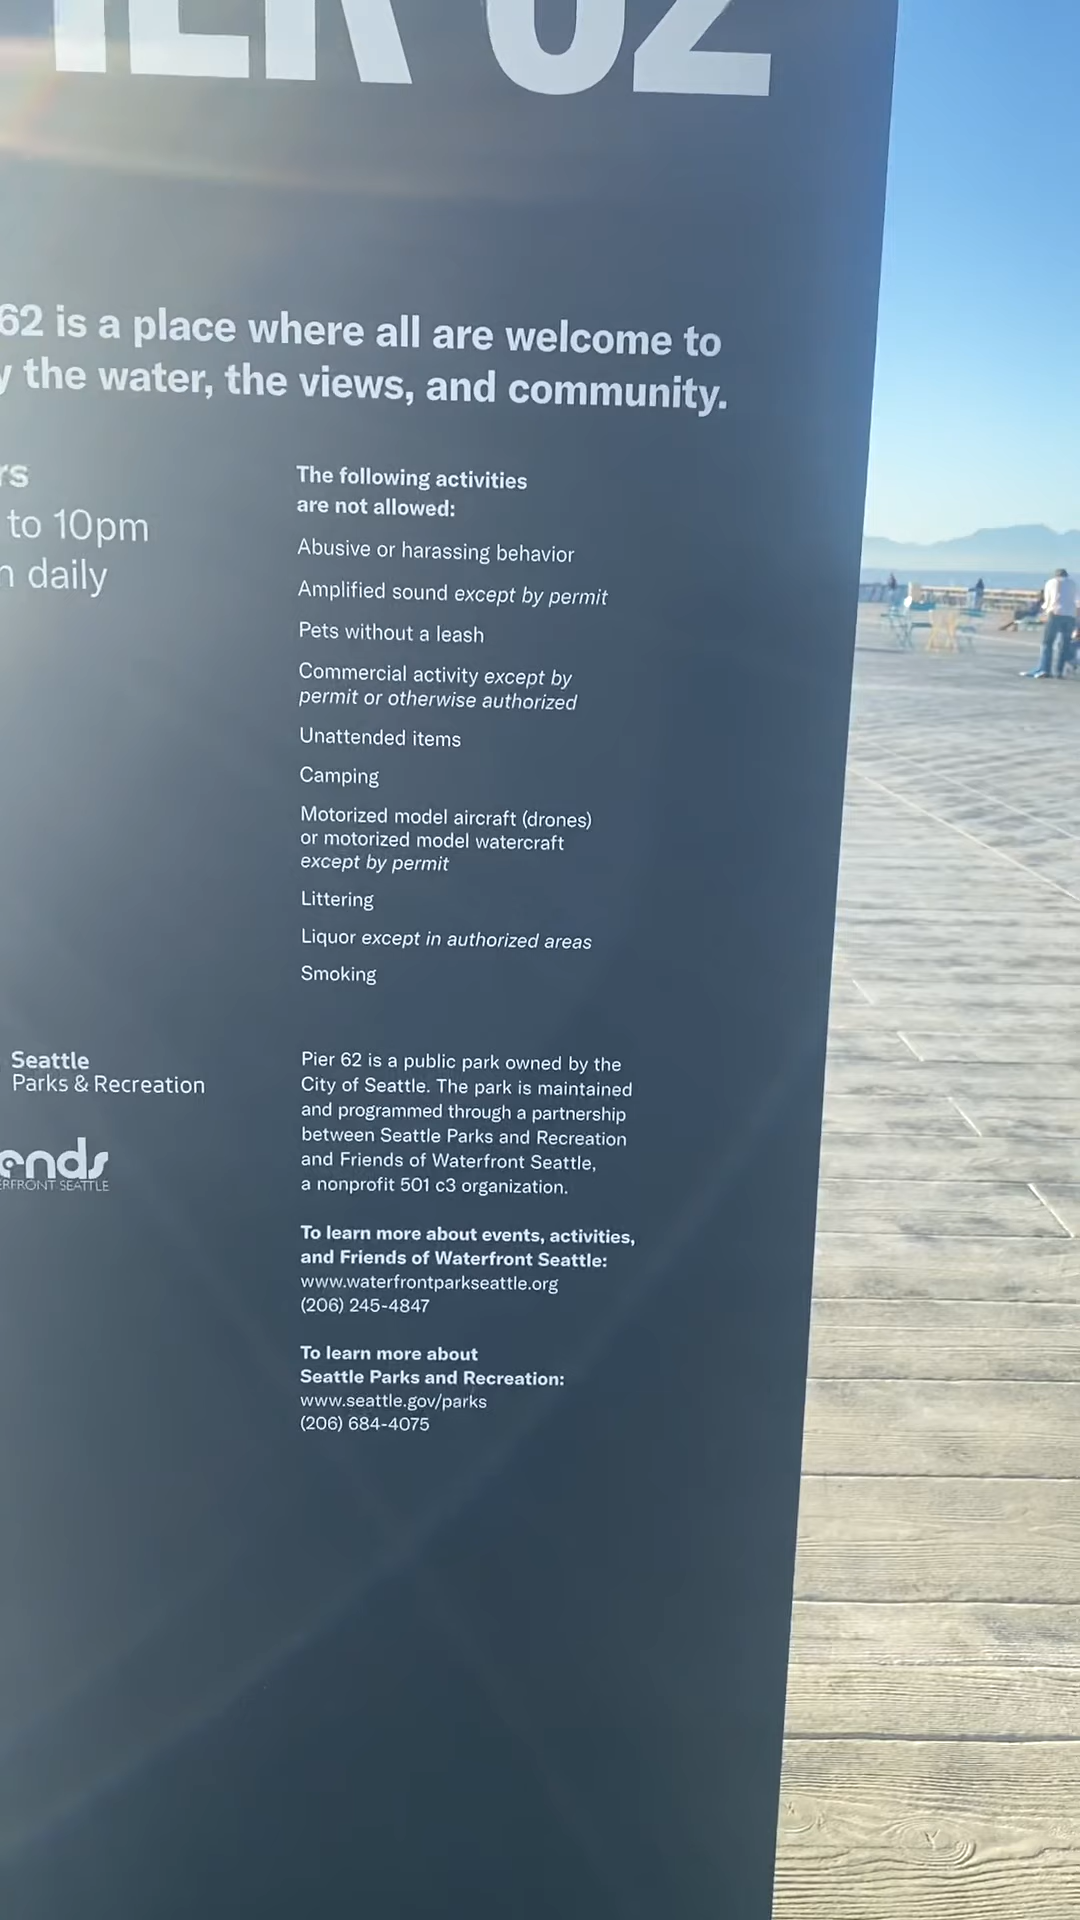 62 is a place where all are welcome to
the water, the views, and community.
to 10pm
daily
The following activities
are not allowed:
Abusive or harassing behavior
Amplified sound except by permit
Pets without a leash
Commercial activity except by
permit or otherwise authorized
Unattended items
Camping
Motorized model aircraft (drones)
or motorized model watercraft
except by permit
Littering
Liquor except in authorized areas
Smoking
Seattle
Parks & Recreation
SEATTLE
Pier 62 is a public park owned by the
City of Seattle. The park is maintained
and programmed through a partnership
between Seattle Parks and Recreation
and Friends of Waterfront Seattle,
a nonprofit 501 c3 organization.
To learn more about events, activities,
and Friends of Waterfront Seattle:
www.waterfrontparkseattle.org
(206) 245-4847
To learn more about
Seattle Parks and Recreation:
www.seattle.gov/parks
(206) 684-4075